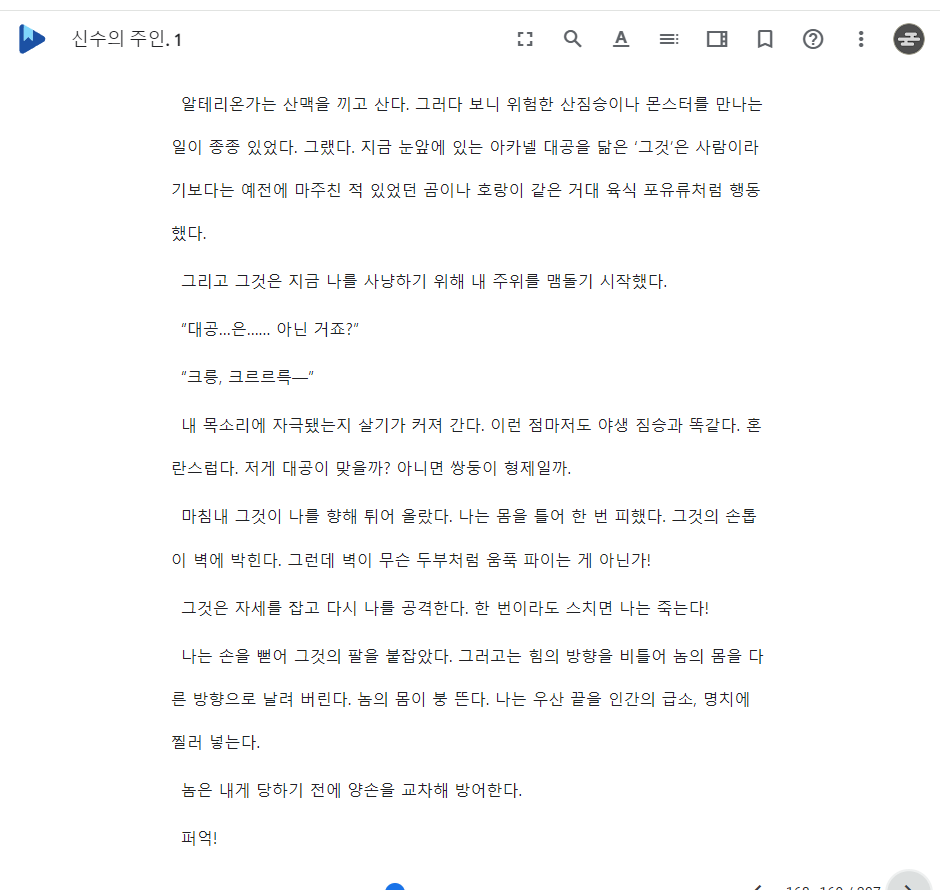 신수의 주인. 1
알테리온가는 산맥을 끼고 산다. 그러다 보니 위험한 산짐승이나 몬스터를 만나는
일이 종종 있었다. 그랬다. 지금 눈앞에 있는 아카넬 대공을 닮은 ‘그것’은 사람이라
기보다는 예전에 마주친 적 있었던 곰이나 호랑이 같은 거대 육식 포유류처럼 행동
했다.
그리고 그것은 지금 나를 사냥하기 위해 내 주위를 맴돌기 시작했다.
“대공...은...... 아닌 거죠?”
“크릉, 크르르륵―”
내 목소리에 자극됐는지 살기가 커져 간다. 이런 점마저도 야생 짐승과 똑같다. 혼
란스럽다. 저게 대공이 맞을까? 아니면 쌍둥이 형제일까.
마침내 그것이 나를 향해 튀어 올랐다. 나는 몸을 틀어 한 번 피했다. 그것의 손톱
이 벽에 박힌다. 그런데 벽이 무슨 두부처럼 움푹 파이는 게 아닌가!
그것은 자세를 잡고 다시 나를 공격한다. 한 번이라도 스치면 나는 죽는다!
나는 손을 뻗어 그것의 팔을 붙잡았다. 그러고는 힘의 방향을 비틀어 놈의 몸을 다
른 방향으로 날려 버린다. 놈의 몸이 붕 뜬다. 나는 우산 끝을 인간의 급소, 명치에
찔러 넣는다.
놈은 내게 당하기 전에 양손을 교차해 방어한다.
퍼억!